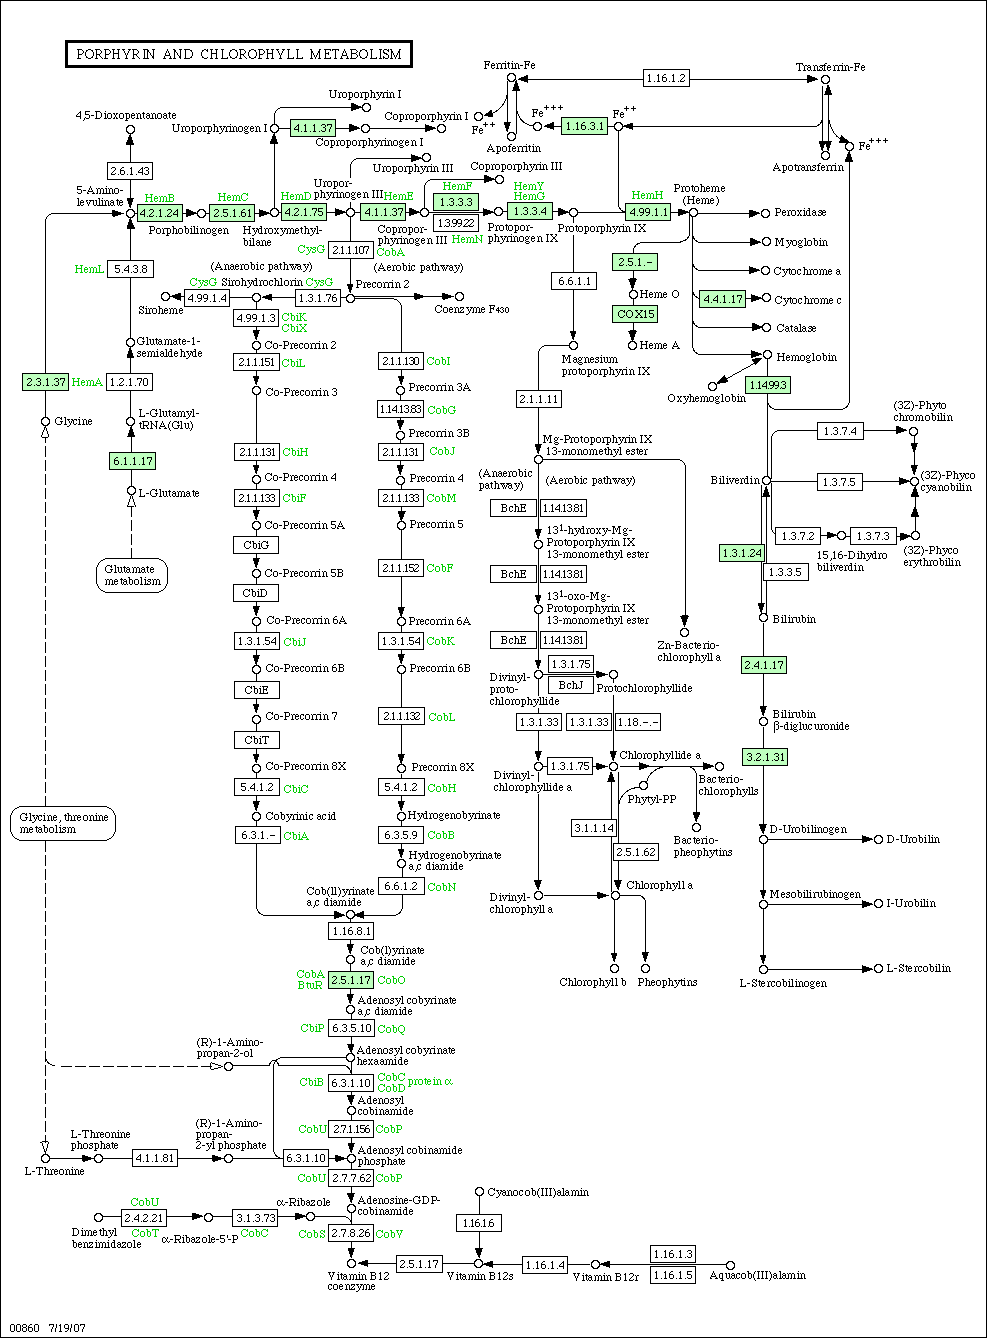 PORPHYRIN AND CHLOROPHYLL METABOLISM
Ferritin-Fe
1.16.1.2
Transferrin-Fe
Uroporphyrin I
4,5-Dioxopentanoate
Uroporphyrinogen I
4.1.1.37
Coproporphyrinogen I
Coproporphyrin I
Fe++
Fe+++
1.16.3.1
Fe++
Apoferritin
Fe+++
Apotransferrin
2.6.1.43
Uroporphyrin III
Coproporphyrin III
5-Amino-
levulinate
HemB
4.2.1.24
Porphobilinogen
HemC
2.5.1.61
Hydroxymethyl-
bilane
HemD
4.2.1.75
Uropor-
phyrinogen III
HemE
4.1.1.37
Copropor-
phyrinogen III
HemF
1.3.3.3
1.3.99.22
HemN
Protopor-
phyrinogen IX
HemY
HemG
1.3.3.4
Protoporphyrin IX
HemH
4.99.1.1
Protoheme
(Heme)
Peroxidase
Myoglobin
Cytochrome a
4.4.1.17
Cytochrome c
Catalase
Hemoglobin
Oxyhemoglobin
1.14.99.3
2.5.1.-
Heme O
COX15
Heme A
CysG
2.1.1.107
CobA
(Anaerobic pathway)
(Aerobic pathway)
HemL
5.4.3.8
CysG
Sirohydrochlorin
CysG
Siroheme
4.99.1.4
1.3.1.76
Precorrin 2
Coenzyme F430
6.6.1.1
4.99.1.3
CbiK
CbiX
Glutamate-1-
semialdehyde
Co-Precorrin 2
2.1.1.151
CbiL
2.1.1.130
CobI
Magnesium
protoporphyrin IX
2.3.1.37
HemA
1.2.1.70
Co-Precorrin 3
Precorrin 3A
1.14.13.83
CobG
2.1.1.11
Glycine
L-Glutamyl-
tRNA(Glu)
Precorrin 3B
6.1.1.17
2.1.1.131
CbiH
2.1.1.131
CobJ
Mg-Protoporphyrin IX
13-monomethyl ester
(Anaerobic
pathway)
(Aerobic pathway)
L-Glutamate
Co-Precorrin 4
Precorrin 4
2.1.1.133
CbiF
2.1.1.133
CobM
BchE
1.14.13.81
Co-Precorrin 5A
Precorrin 5
13¹-hydroxy-Mg-
Protoporphyrin IX
13-monomethyl ester
CbiG
Glutamate
metabolism
Co-Precorrin 5B
2.1.1.152
CobF
BchE
1.14.13.81
CbiD
13¹-oxo-Mg-
Protoporphyrin IX
13-monomethyl ester
Co-Precorrin 6A
Precorrin 6A
1.3.1.54
CbiJ
1.3.1.54
CobK
BchE
1.14.13.81
Zn-Bacterio-
chlorophyll a
Co-Precorrin 6B
Precorrin 6B
1.3.1.75
BchJ
CbiE
Divinyl-
proto-
chlorophyllide
Protochlorophyllide
Co-Precorrin 7
2.1.1.132
CobL
1.3.1.33
1.3.1.33
1.18.-.-
CbiT
Co-Precorrin 8X
Precorrin 8X
Divinyl-
chlorophyllide a
1.3.1.75
Chlorophyllide a
Bacterio-
chlorophylls
5.4.1.2
CbiC
5.4.1.2
CobH
Phytyl-PP
Cobyrinic acid
Hydrogenobyrinate
3.1.1.14
6.3.1.-
CbiA
6.3.5.9
CobB
2.5.1.62
Bacterio-
pheophytins
Hydrogenobyrinate
a,c diamide
6.6.1.2
CobN
Divinyl-
chlorophyll a
Chlorophyll a
Chlorophyll b
Pheophytins
Biliverdin
1.3.7.4
(3Z)-Phyto
chromobilin
1.3.7.5
(3Z)-Phyco
cyanobilin
1.3.7.2
1.3.7.3
15,16-Dihydro
biliverdin
(3Z)-Phyco
erythrobilin
1.3.1.24
1.3.3.5
Bilirubin
2.4.1.17
Bilirubin
β-diglucuronide
3.2.1.31
D-Urobilinogen
D-Urobilin
Mesobilirubinogen
I-Urobilin
L-Stercobilinogen
L-Stercobilin
Glycine, threonine
metabolism
Cob(II)yrinate
a,c diamide
1.16.8.1
Cob(I)yrinate
a,c diamide
CobA
BtuR
2.5.1.17
CobO
Adenosyl cobyrinate
a,c diamide
CbiP
6.3.5.10
CobQ
(R)-1-Amino-
propan-2-ol
Adenosyl cobyrinate
hexaamide
CbiB
6.3.1.10
CobC
CobD
protein α
Adenosyl
cobinamide
CobU
2.7.1.156
CobP
L-Threonine
phosphate
(R)-1-Amino-
propan-
2-yl phosphate
L-Threonine
4.1.1.81
6.3.1.10
Adenosyl cobinamide
phosphate
CobU
2.7.7.62
CobP
Adenosine-GDP-
cobinamide
CobU
2.4.2.21
CobT
Dimethyl
benzimidazole
α-Ribazole-5'-P
3.1.3.73
CobC
α-Ribazole
CobS
2.7.8.26
CobV
Cyanocob(III)alamin
1.16.1.6
Vitamin B12
coenzyme
2.5.1.17
Vitamin B12s
1.16.1.4
Vitamin B12r
1.16.1.3
1.16.1.5
Aquacob(III)alamin
00860 7/19/07